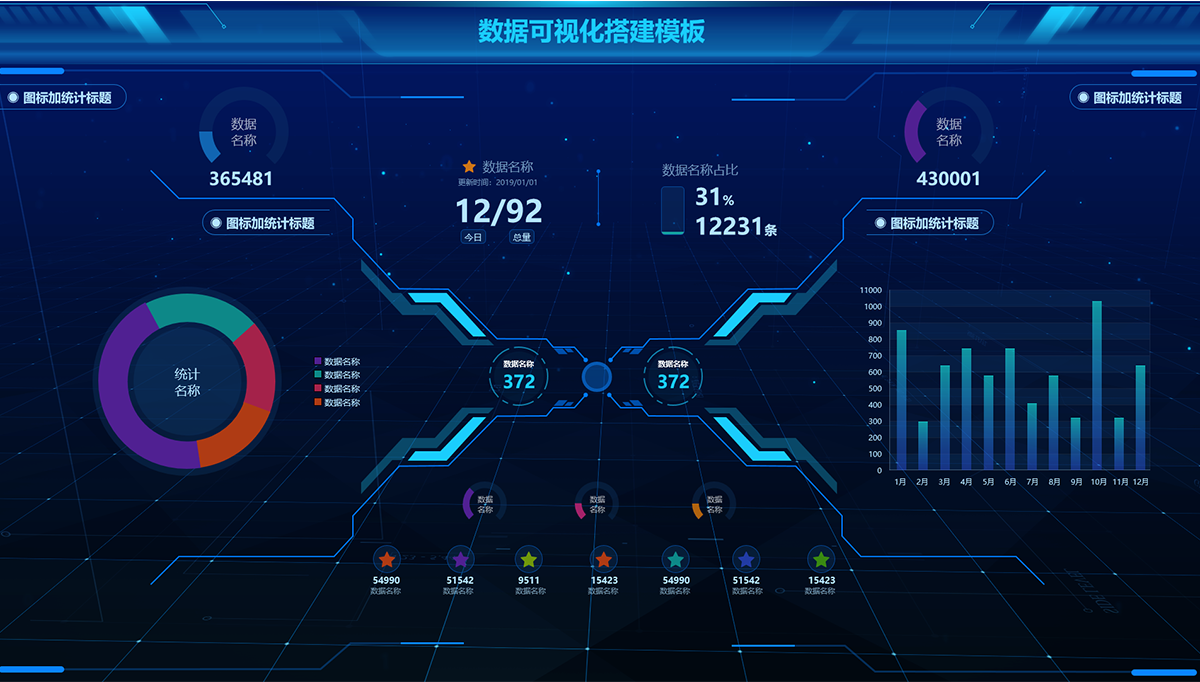 数据可视化搭建模板
图标加统计标题
数据
名称
365481
图标加统计标题
数据名称
更新时间：2019/01/01
12/92
今日 总量
数据名称占比
31%
12231条
数据
名称
430001
图标加统计标题
图标加统计标题
统计
名称
数据名称
数据名称
数据名称
数据名称
数据名称
372
数据名称
372
11000
1000
900
800
700
600
500
400
300
200
100
0
1月 2月 3月 4月 5月 6月 7月 8月 9月 10月 11月 12月
数据
名称
数据
名称
数据
名称
54990 51542 9511 15423 54990 51542 15423
数据名称 数据名称 数据名称 数据名称 数据名称 数据名称 数据名称